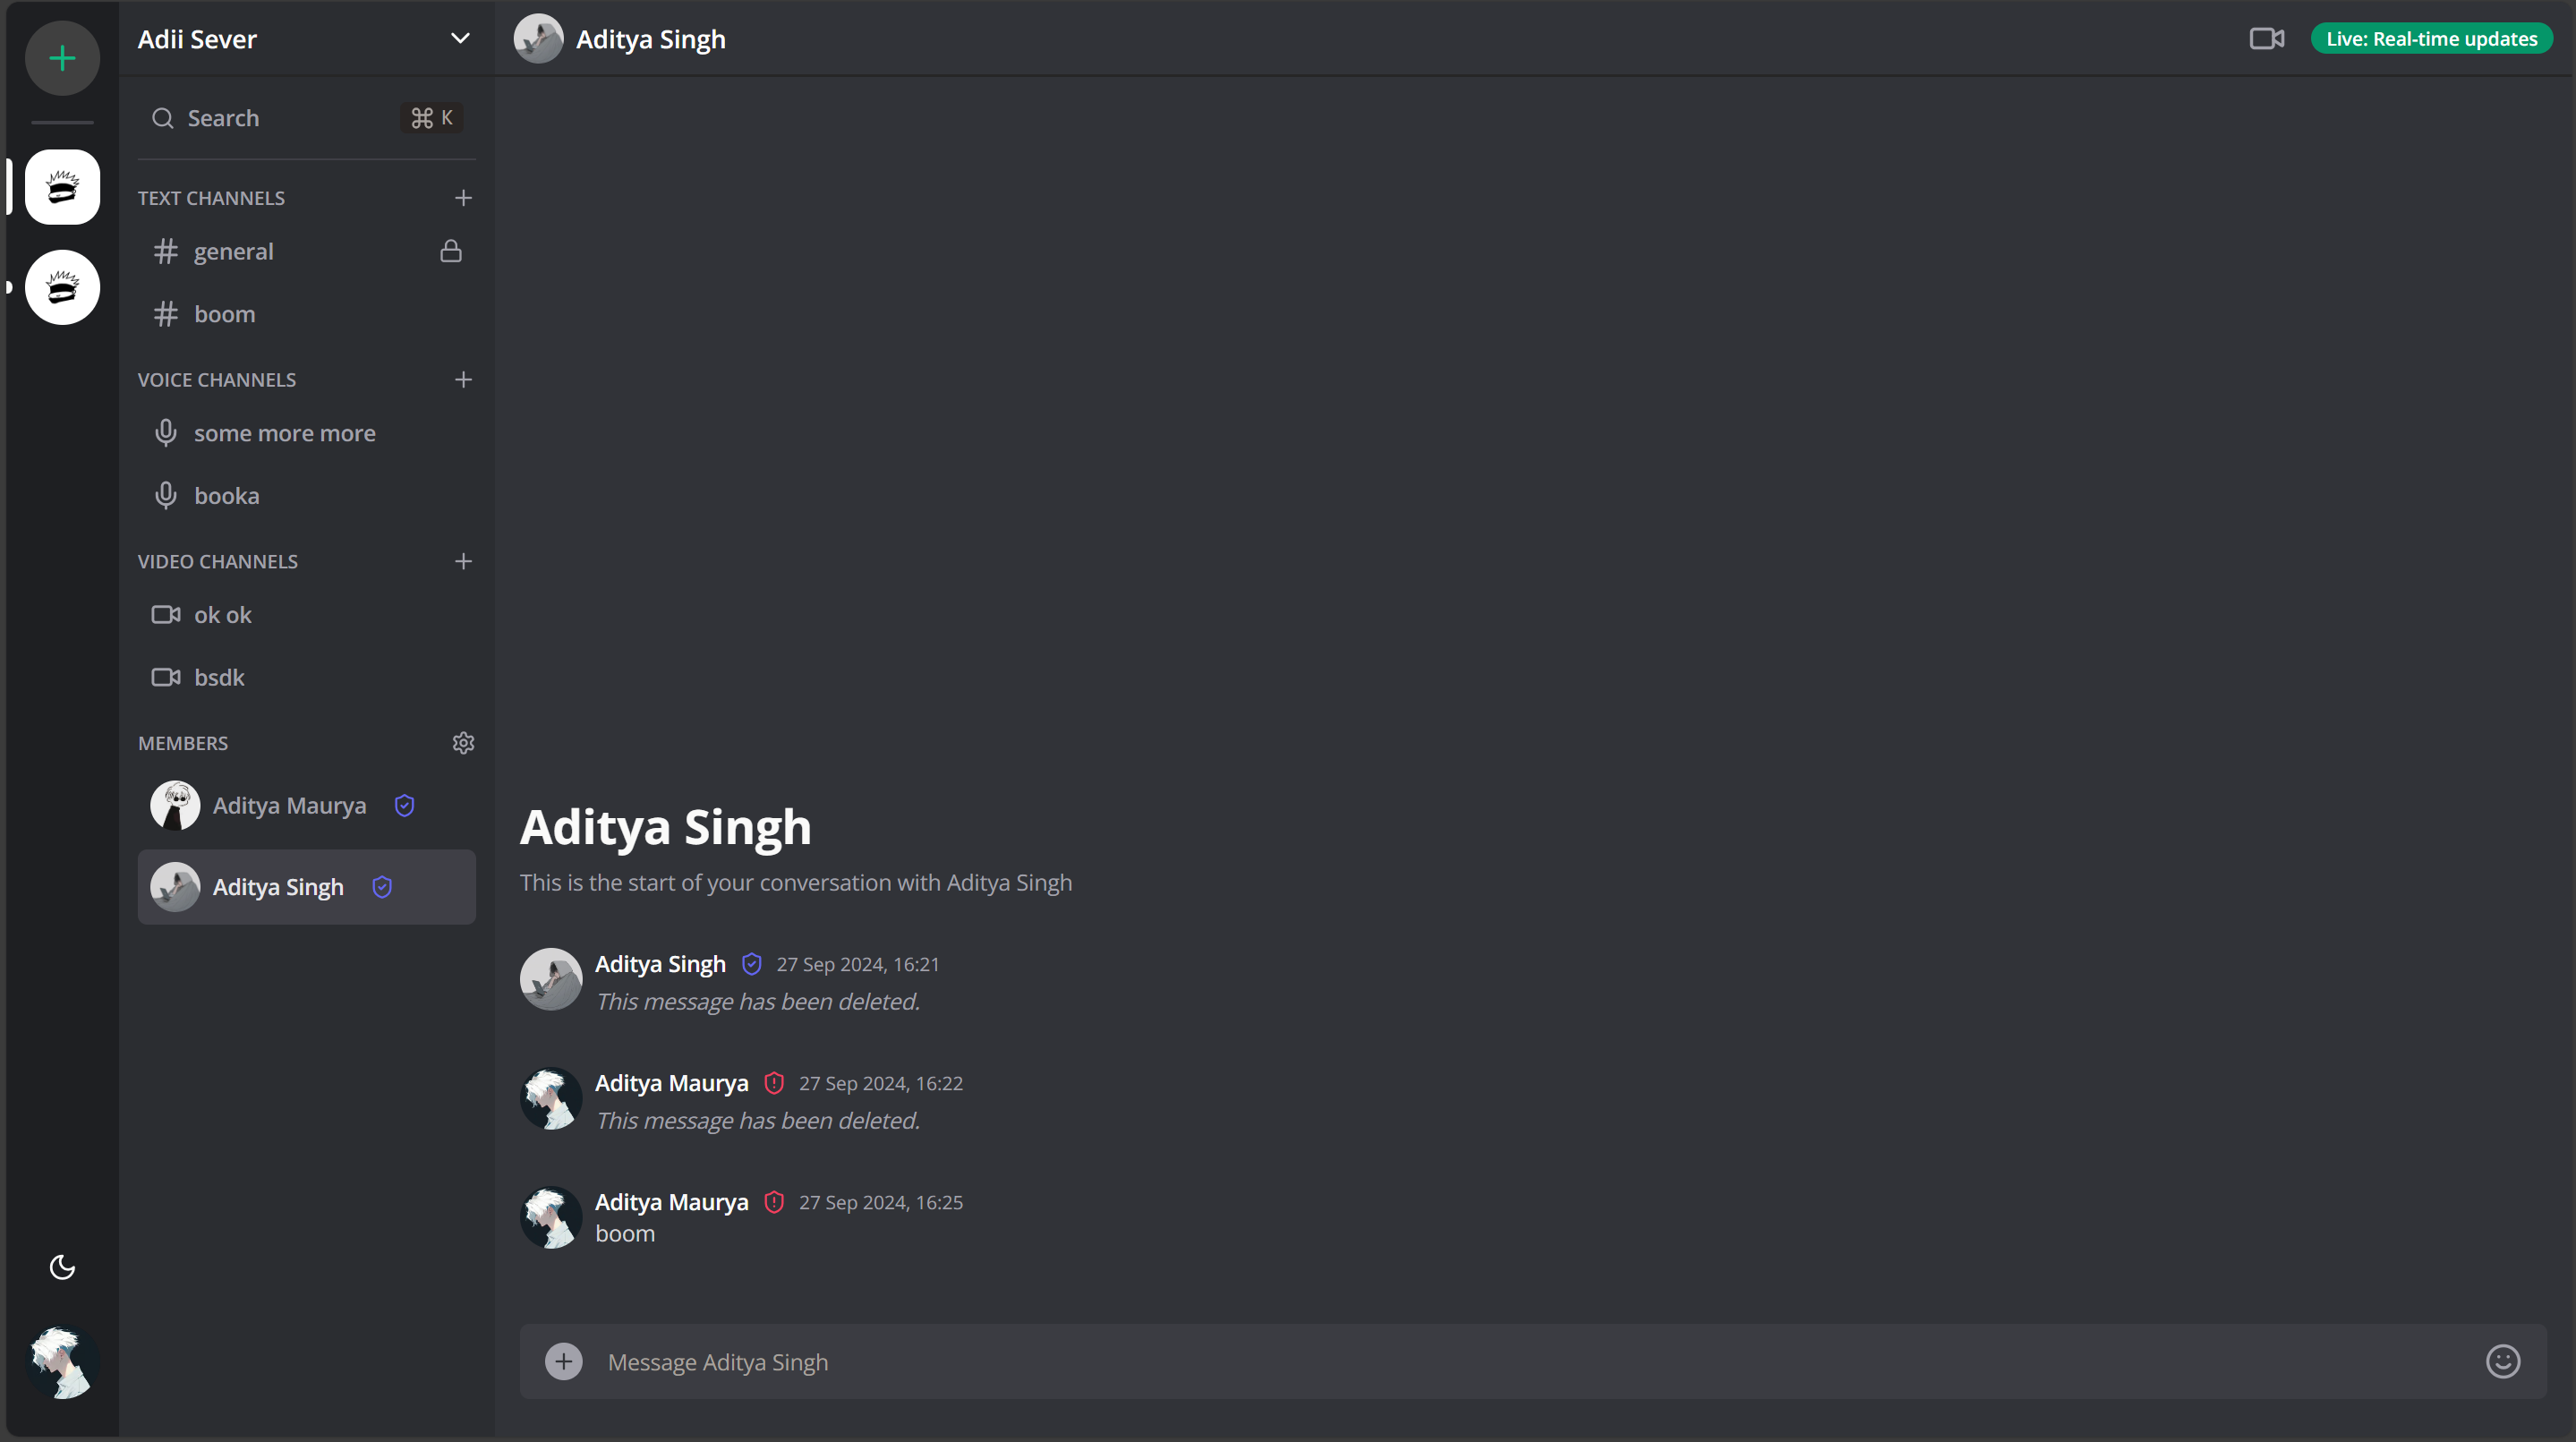 Adii Sever
Search
⌘ K
TEXT CHANNELS
general
boom
VOICE CHANNELS
some more more
booka
VIDEO CHANNELS
ok ok
bsdk
MEMBERS
Aditya Maurya
Aditya Singh
Aditya Singh
Live: Real-time updates
Aditya Singh
This is the start of your conversation with Aditya Singh
Aditya Singh 27 Sep 2024, 16:21
This message has been deleted.
Aditya Maurya 27 Sep 2024, 16:22
This message has been deleted.
Aditya Maurya 27 Sep 2024, 16:25
boom
Message Aditya Singh